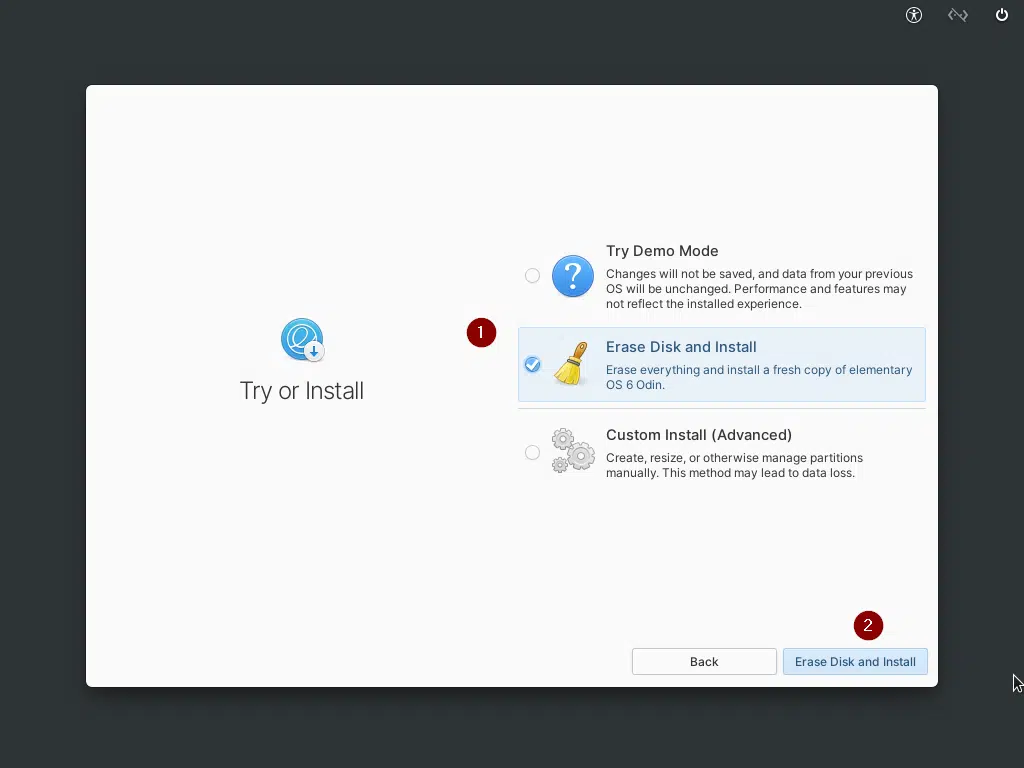 Try or Install
Try Demo Mode
Changes will not be saved, and data from your previous
OS will be unchanged. Performance and features may
not reflect the installed experience.
1
Erase Disk and Install
Erase everything and install a fresh copy of elementary
OS 6 Odin.
Custom Install (Advanced)
Create, resize, or otherwise manage partitions
manually. This method may lead to data loss.
2
Back
Erase Disk and Install